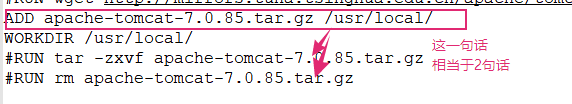 #RUN wget http://mirrors.tuna.tsinghua.edu.cn/apache/tomc
ADD apache-tomcat-7.0.85.tar.gz /usr/local/
WORKDIR /usr/local/
这一句话
#RUN tar -zxvf apache-tomcat-7.0.85.tar.gz
相当于2句话
#RUN rm apache-tomcat-7.0.85.tar.gz